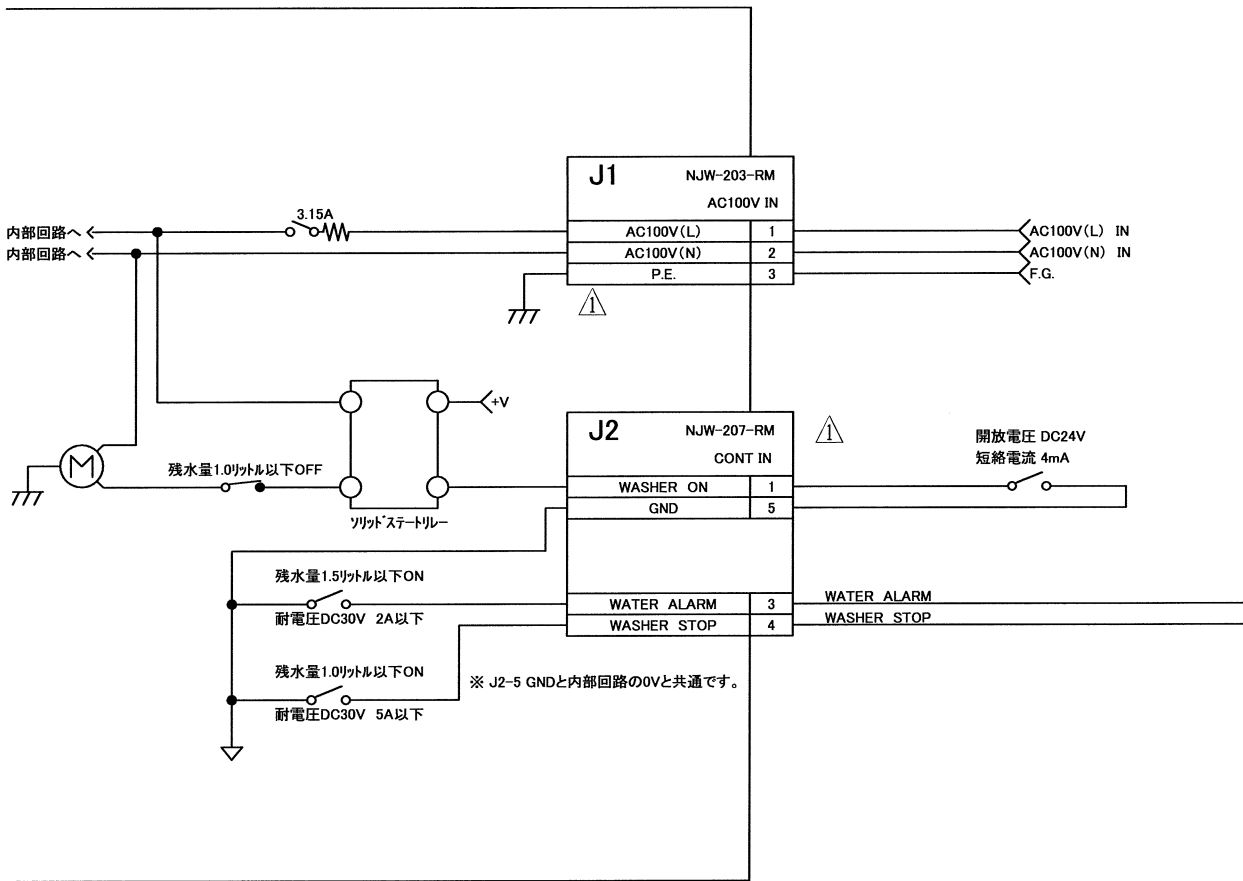 J1 NJW-203-RM
AC100V IN
3.15A
内部回路へ AC100V(L) 1 AC100V(L) IN
内部回路へ AC100V(N) 2 AC100V(N) IN
P.E. 3 F.G.
1
+V
J2 NJW-207-RM
1
CONT IN
開放電圧 DC24V
短絡電流 4mA
M
残水量1.0リットル以下OFF
WASHER ON 1
GND 5
ソリッドステートリレー
残水量1.5リットル以下ON
耐電圧DC30V 2A以下
WATER ALARM 3 WATER ALARM
WASHER STOP 4 WASHER STOP
残水量1.0リットル以下ON
耐電圧DC30V 5A以下
※ J2-5 GNDと内部回路の0Vと共通です。